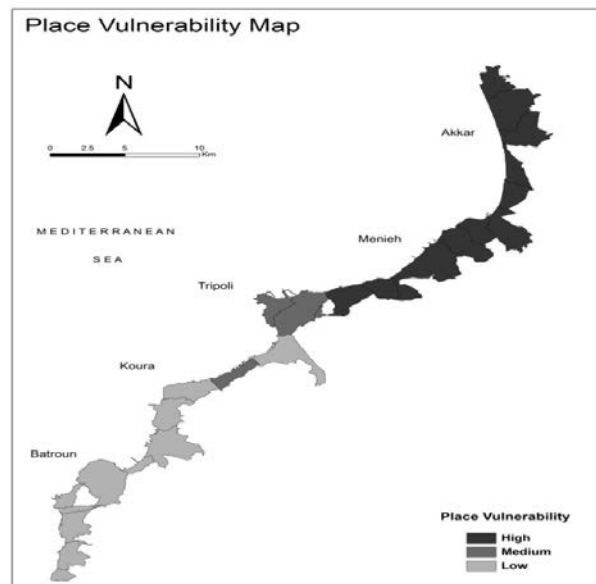 Place Vulnerability Map
N
0 2.5 5 10
Km
Akkar
MEDITERRANEAN
SEA
Menieh
Tripoli
Koura
Batroun
Place Vulnerability
High
Medium
Low